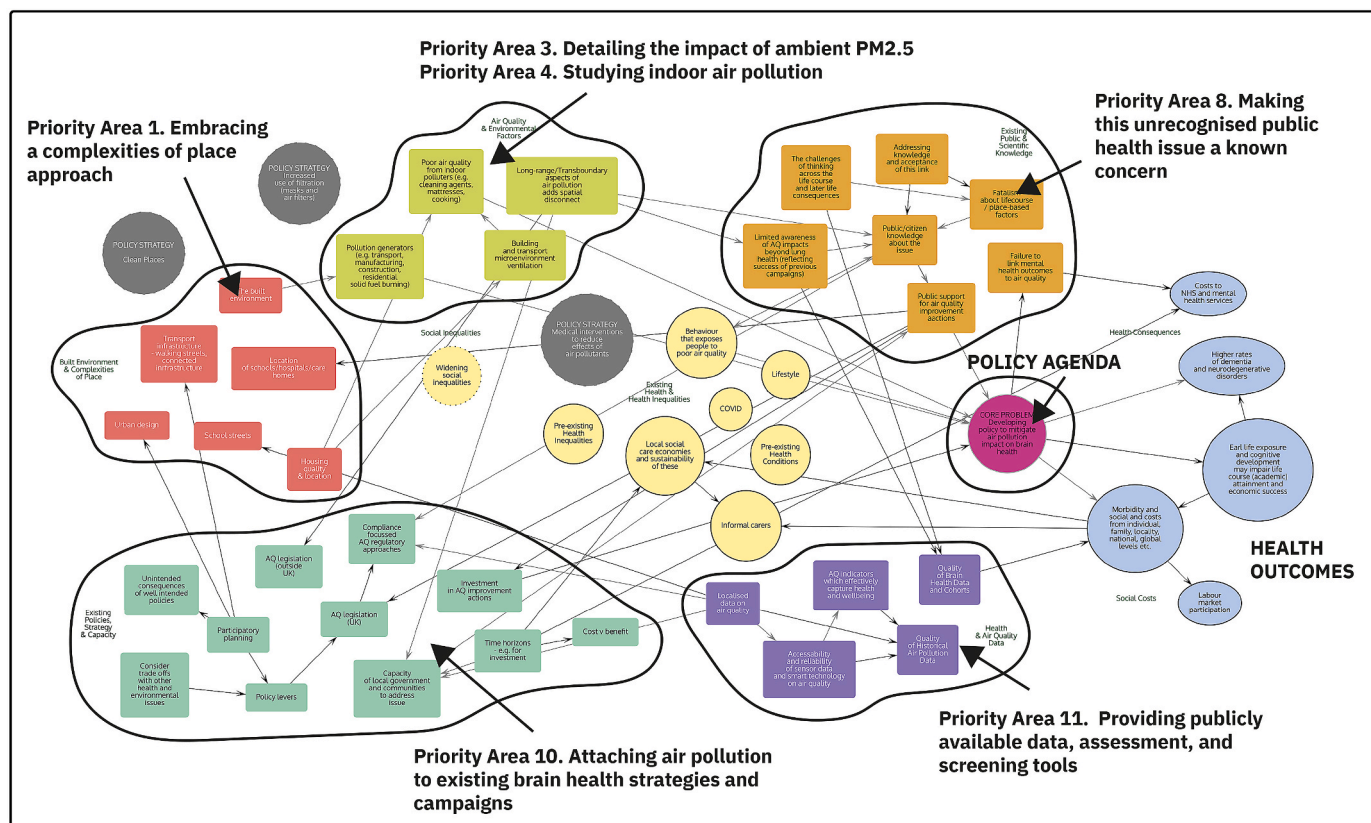 Priority Area 3. Detailing the impact of ambient PM2.5
Priority Area 4. Studying indoor air pollution
Priority Area 1. Embracing
a complexities of place
approach
Priority Area 8. Making
this unrecognised public
health issue a known
concern
POLICY STRATEGY
Increased
use of filtration
(masks and
air filters)
POLICY STRATEGY
Clean Places
Air Quality
& Environmental
Factors
Poor air quality
from indoor
polluters (e.g.
cleaning agents,
mattresses,
cooking)
Long-range/Transboundary
aspects of
air pollution
adds spatial
disconnect
Pollution generators
(e.g. transport,
manufacturing,
construction,
residential
solid fuel burning)
Building
and transport
microenvironment
ventilation
Existing
Public &
Scientific
Knowledge
The challenges
of thinking
across the
life course
and later life
consequences
Addressing
knowledge
and acceptance
of this link
Fatalism
about lifecourse
/ place-based
factors
Limited awareness
of AQ impacts
beyond lung
health (reflecting
success of previous
campaigns)
Public/citizen
knowledge
about the
issue
Failure to
link mental
health outcomes
to air quality
Public support
for air quality
improvement
aactions
The built
environment
Transport
infrastructure
- walking streets,
connected
infrastructure
Location
of schools/hospitals/care
homes
Built Environment
& Complexities
of Place
Urban design
School streets
Housing
quality
& location
Social Inequalities
Widening
social
inequalities
POLICY STRATEGY
Medical interventions
to reduce
effects of
air pollutants
Behaviour
that exposes
people to
poor air quality
Existing
Health &
Health Inequalities
Lifestyle
COVID
Pre-existing
Health
Inequalities
Local social
care economies
and sustainability
of these
Pre-existing
Health
Conditions
Informal carers
POLICY AGENDA
CORE PROBLEM
Developing
policy to mitigate
air pollution
impact on brain
health
Costs to
NHS and mental
health services
Health Consequences
Higher rates
of dementia
and neurodegenerative
disorders
Earl life exposure
and cognitive
development
may impair life
course (academic)
attainment and
economic success
Morbidity and
social and costs
from individual,
family, locality,
national, global
levels etc.
HEALTH
OUTCOMES
Social Costs
Labour
market
participation
Compliance
focussed
AQ regulatory
approaches
AQ legislation
(outside
UK)
Unintended
consequences
of well intended
policies
Existing
Policies,
Strategy
& Capacity
Participatory
planning
AQ legislation
(UK)
Investment
in AQ improvement
actions
Time horizons
- e.g. for
investment
Cost v benefit
Consider
trade offs
with other
health and
environmental
issues
Policy levers
Capacity
of local government
and communities
to address
issue
Localised
data on
air quality
AQ indicators
which effectively
capture health
and wellbeing
Quality
of Brain
Health Data
and Cohorts
Health
& Air Quality
Data
Accessability
and reliability
of sensor data
and smart technology
on air quality
Quality
of Historical
Air Pollution
Data
Priority Area 10. Attaching air pollution
to existing brain health strategies and
campaigns
Priority Area 11. Providing publicly
available data, assessment, and
screening tools